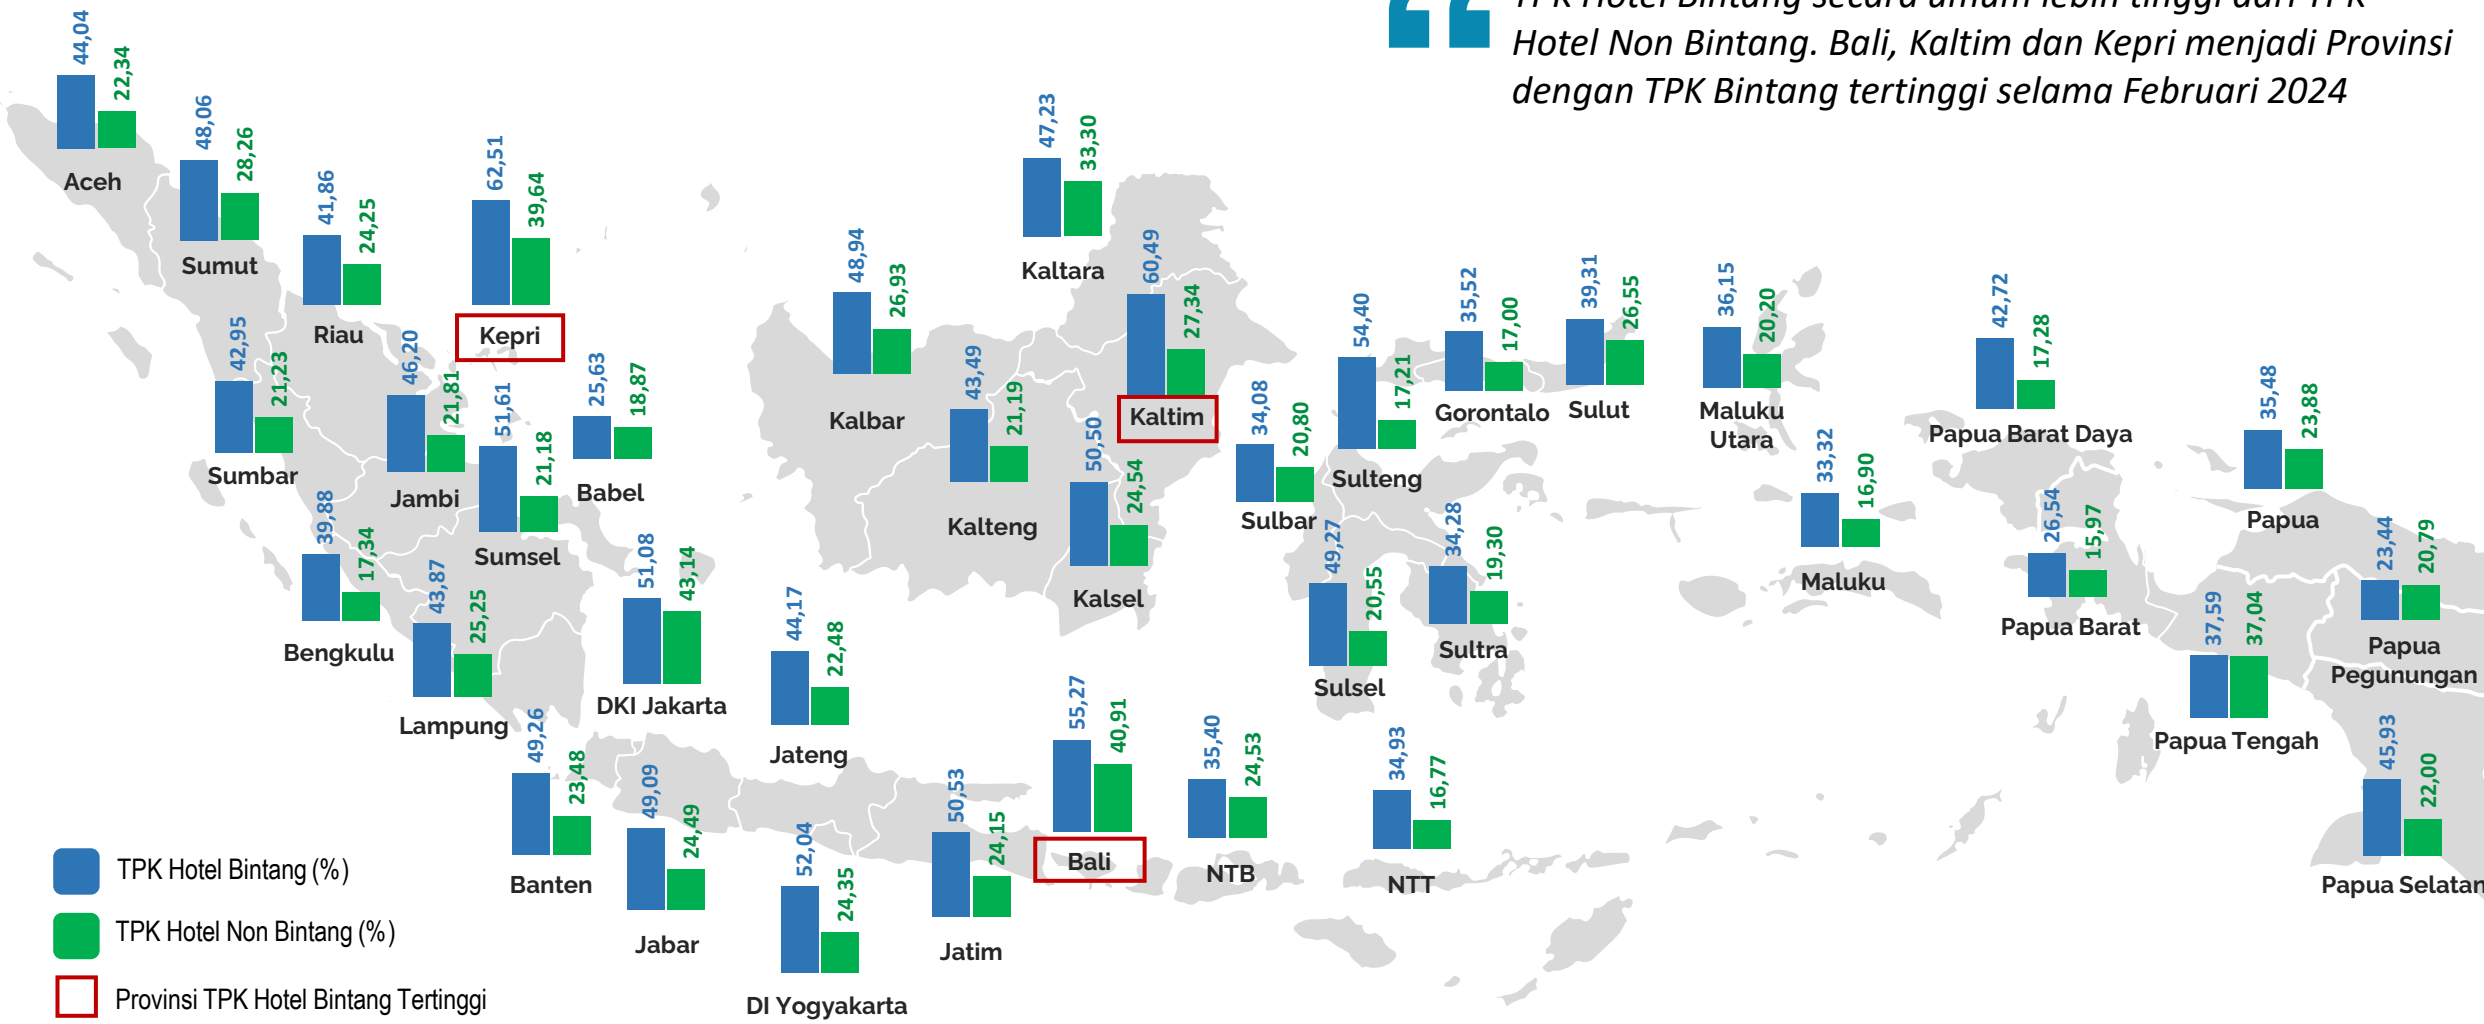 TPK Hotel Bintang secara umum lebih tinggi dari TPK
Hotel Non Bintang. Bali, Kaltim dan Kepri menjadi Provinsi
dengan TPK Bintang tertinggi selama Februari 2024
44,04
22,34
Aceh
48,06
28,26
Sumut
41,86
24,25
Riau
62,51
39,64
Kepri
42,95
21,23
Sumbar
46,20
21,81
Jambi
51,61
21,18
Sumsel
25,63
18,87
Babel
39,88
17,34
Bengkulu
43,87
25,25
Lampung
51,08
43,14
DKI Jakarta
49,26
23,48
Banten
49,09
24,49
Jabar
44,17
22,48
Jateng
52,04
24,35
DI Yogyakarta
50,53
24,15
Jatim
55,27
40,91
Bali
35,40
24,53
NTB
34,93
16,77
NTT
48,94
26,93
Kalbar
43,49
21,19
Kalteng
50,50
24,54
Kalsel
47,23
33,30
Kaltara
60,49
27,34
Kaltim
34,08
20,80
Sulbar
54,40
17,21
Sulteng
35,52
17,00
Gorontalo
39,31
26,55
Sulut
49,27
20,55
Sulsel
34,28
19,30
Sultra
36,15
20,20
Maluku
Utara
33,32
16,90
Maluku
42,72
17,28
Papua Barat Daya
26,54
15,97
Papua Barat
35,48
23,88
Papua
23,44
20,79
Papua
Pegunungan
37,59
37,04
Papua Tengah
45,93
22,00
Papua Selatan
TPK Hotel Bintang (%)
TPK Hotel Non Bintang (%)
Provinsi TPK Hotel Bintang Tertinggi